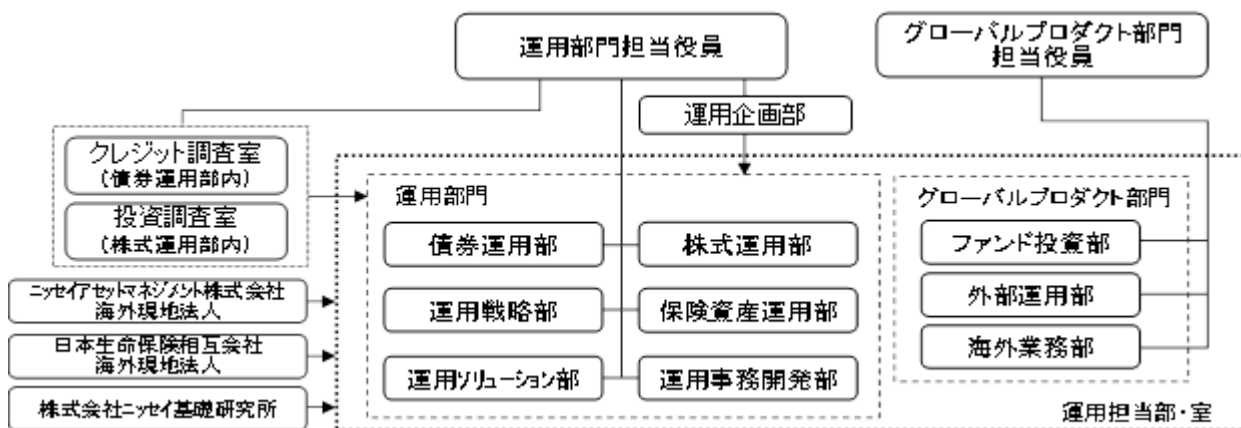 運用部門担当役員
グローバルプロダクト部門
担当役員
運用企画部
クレジット調査室
(債券運用部内)
投資調査室
(株式運用部内)
ニッセイアセットマネジメント株式会社
海外現地法人
日本生命保険相互会社
海外現地法人
株式会社ニッセイ基礎研究所
運用部門
債券運用部
株式運用部
運用戦略部
保険資産運用部
運用ソリューション部
運用事務開発部
グローバルプロダクト部門
ファンド投資部
外部運用部
海外業務部
運用担当部・室